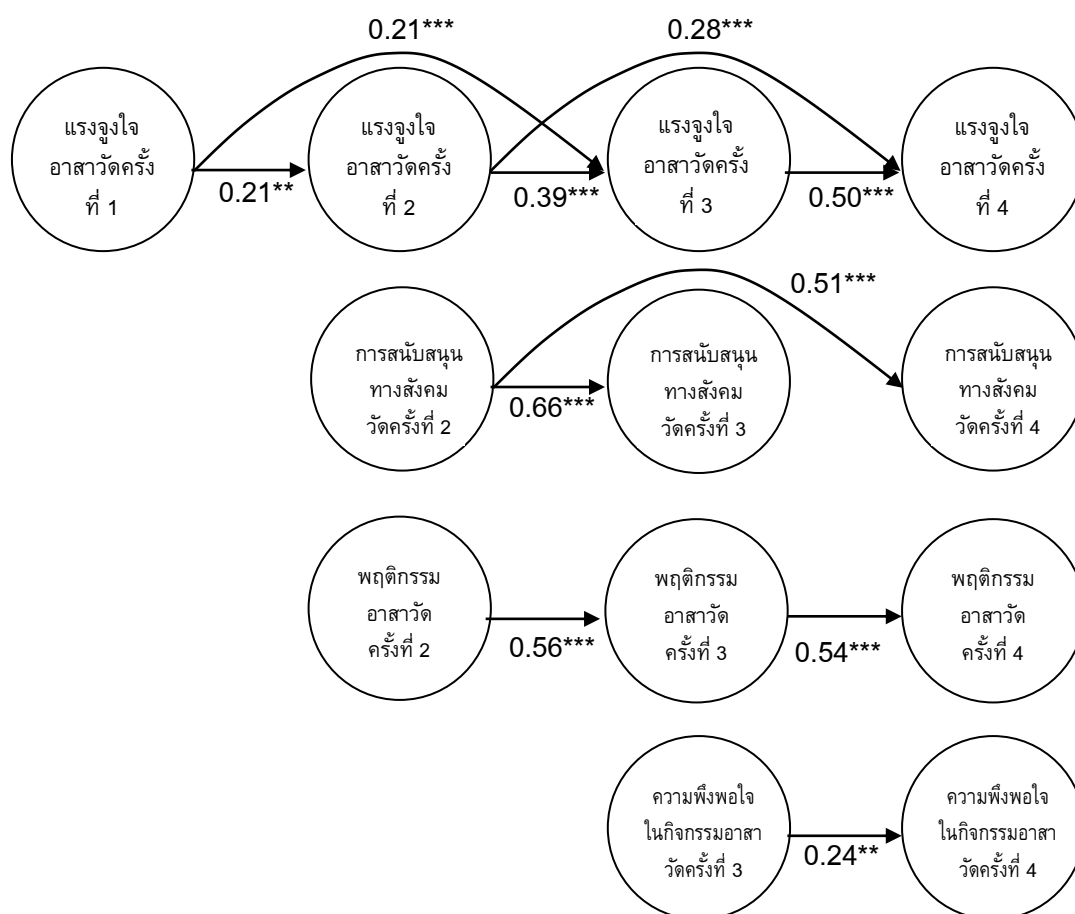 0.21***
0.28***
แรงจูงใจ
อาสาวัดครั้ง
ที่ 1
แรงจูงใจ
อาสาวัดครั้ง
ที่ 2
แรงจูงใจ
อาสาวัดครั้ง
ที่ 3
แรงจูงใจ
อาสาวัดครั้ง
ที่ 4
0.21**
0.39***
0.50***
0.51***
การสนับสนุน
ทางสังคม
วัดครั้งที่ 2
การสนับสนุน
ทางสังคม
วัดครั้งที่ 3
การสนับสนุน
ทางสังคม
วัดครั้งที่ 4
0.66***
พฤติกรรม
อาสาวัด
ครั้งที่ 2
พฤติกรรม
อาสาวัด
ครั้งที่ 3
พฤติกรรม
อาสาวัด
ครั้งที่ 4
0.56***
0.54***
ความพึงพอใจ
ในกิจกรรมอาสา
วัดครั้งที่ 3
ความพึงพอใจ
ในกิจกรรมอาสา
วัดครั้งที่ 4
0.24**